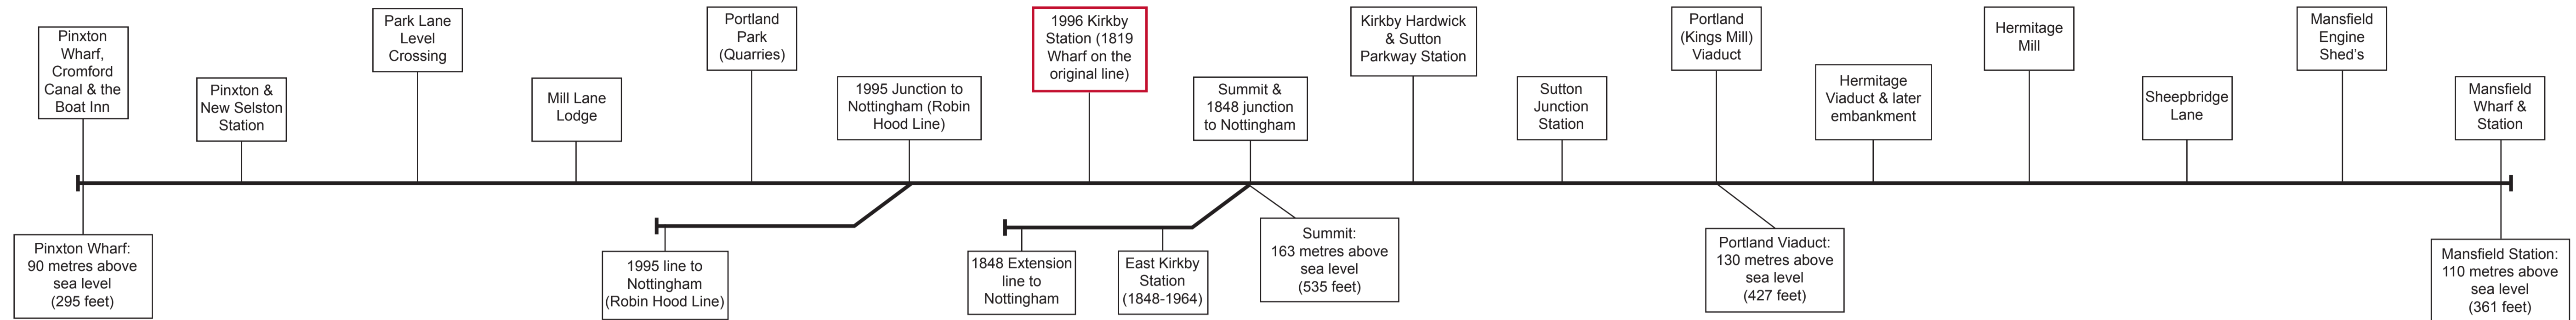 Pinxton
Wharf,
Cromford
Canal & the
Boat Inn
Pinxton &
New Selston
Station
Park Lane
Level
Crossing
Mill Lane
Lodge
Portland
Park
(Quarries)
1995 Junction to
Nottingham (Robin
Hood Line)
1996 Kirkby
Station (1819
Wharf on the
original line)
Summit &
1848 junction
to Nottingham
Kirkby Hardwick
& Sutton
Parkway Station
Sutton
Junction
Station
Portland
(Kings Mill)
Viaduct
Hermitage
Viaduct & later
embankment
Hermitage
Mill
Sheepbridge
Lane
Mansfield
Engine
Shed's
Mansfield
Wharf &
Station
Pinxton Wharf:
90 metres above
sea level
(295 feet)
1995 line to
Nottingham
(Robin Hood Line)
1848 Extension
line to
Nottingham
East Kirkby
Station
(1848-1964)
Summit:
163 metres above
sea level
(535 feet)
Portland Viaduct:
130 metres above
sea level
(427 feet)
Mansfield Station:
110 metres above
sea level
(361 feet)